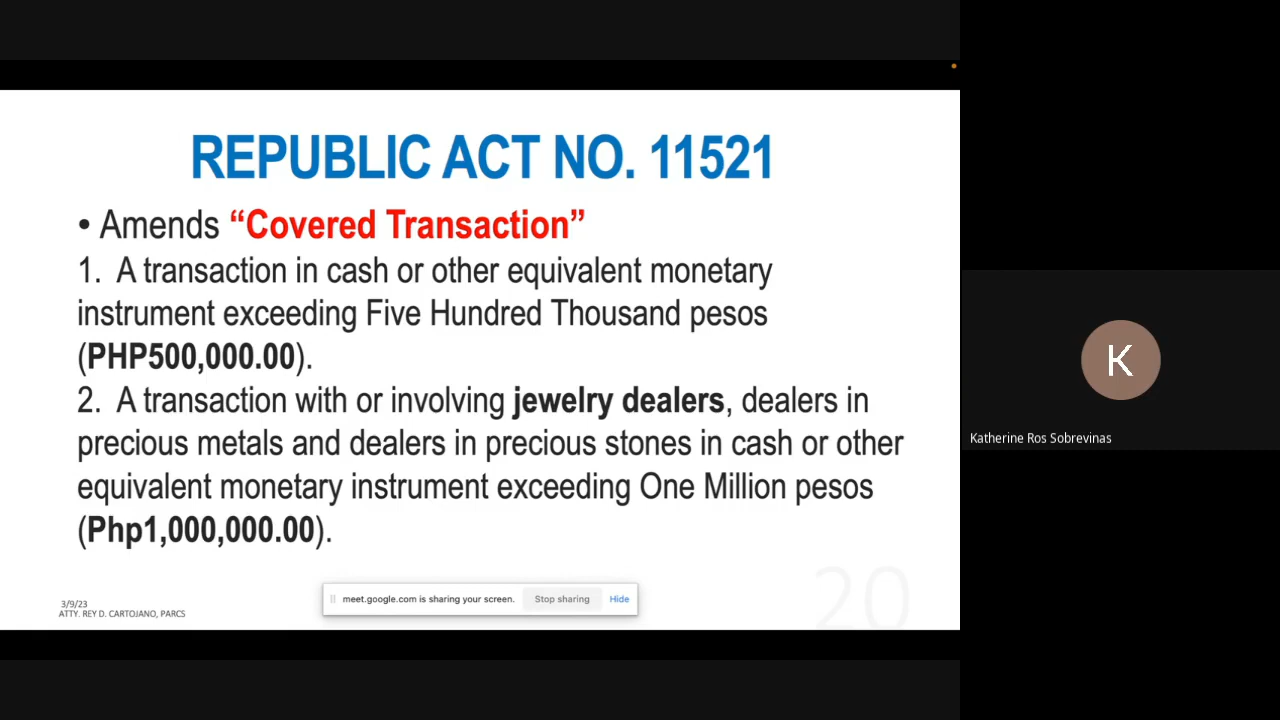 REPUBLIC ACT NO. 11521
• Amends “Covered Transaction”
1. A transaction in cash or other equivalent monetary
instrument exceeding Five Hundred Thousand pesos
(PHP500,000.00).
2. A transaction with or involving jewelry dealers, dealers in
precious metals and dealers in precious stones in cash or other
equivalent monetary instrument exceeding One Million pesos
(Php1,000,000.00).
meet.google.com is sharing your screen. Stop sharing Hide
3/9/23
ATTY. REY D. CARTOJANO, PARCS
20
K
Katherine Ros Sobrevinas